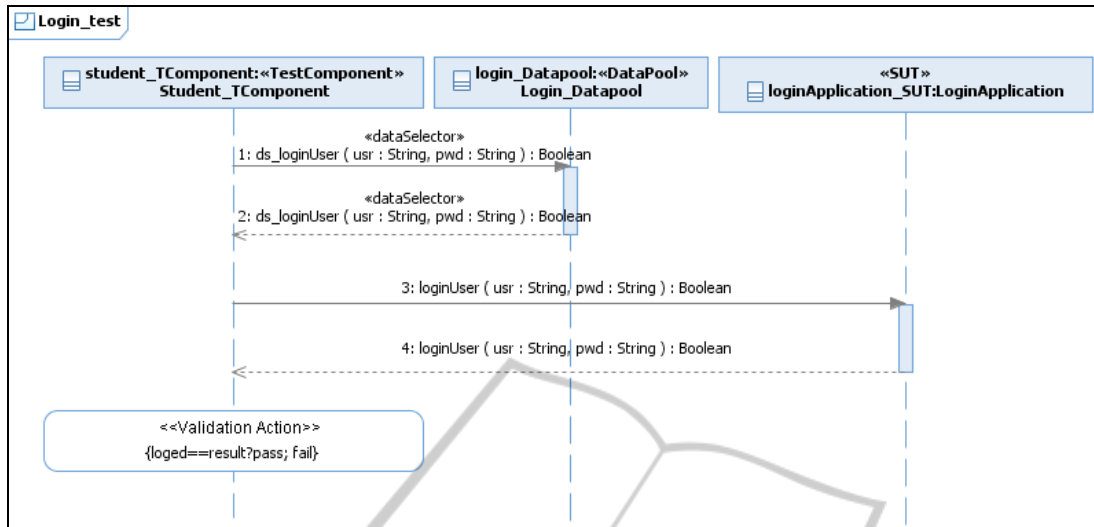 Login_test
student_TComponent:«TestComponent»
Student_TComponent
login_Datapool:«DataPool»
Login_Datapool
«SUT»
loginApplication_SUT:LoginApplication
«dataSelector»
1: ds_loginUser ( usr : String, pwd : String ) : Boolean
«dataSelector»
2: ds_loginUser ( usr : String, pwd : String ) : Boolean
3: loginUser ( usr : String, pwd : String ) : Boolean
4: loginUser ( usr : String, pwd : String ) : Boolean
<<Validation Action>>
{loged==result?pass; fail}